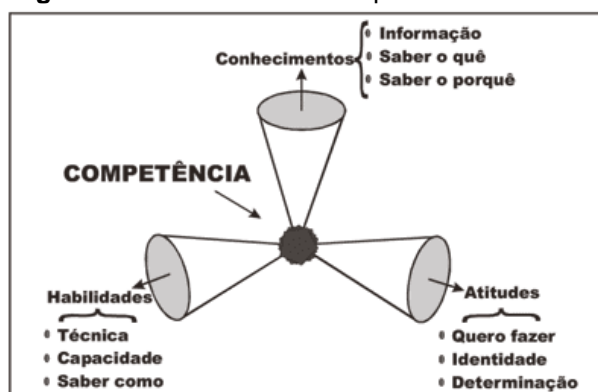 Conhecimentos
Informação
Saber o quê
Saber o porquê
COMPETÊNCIA
Habilidades
Técnica
Capacidade
Saber como
Atitudes
Quero fazer
Identidade
Determinação